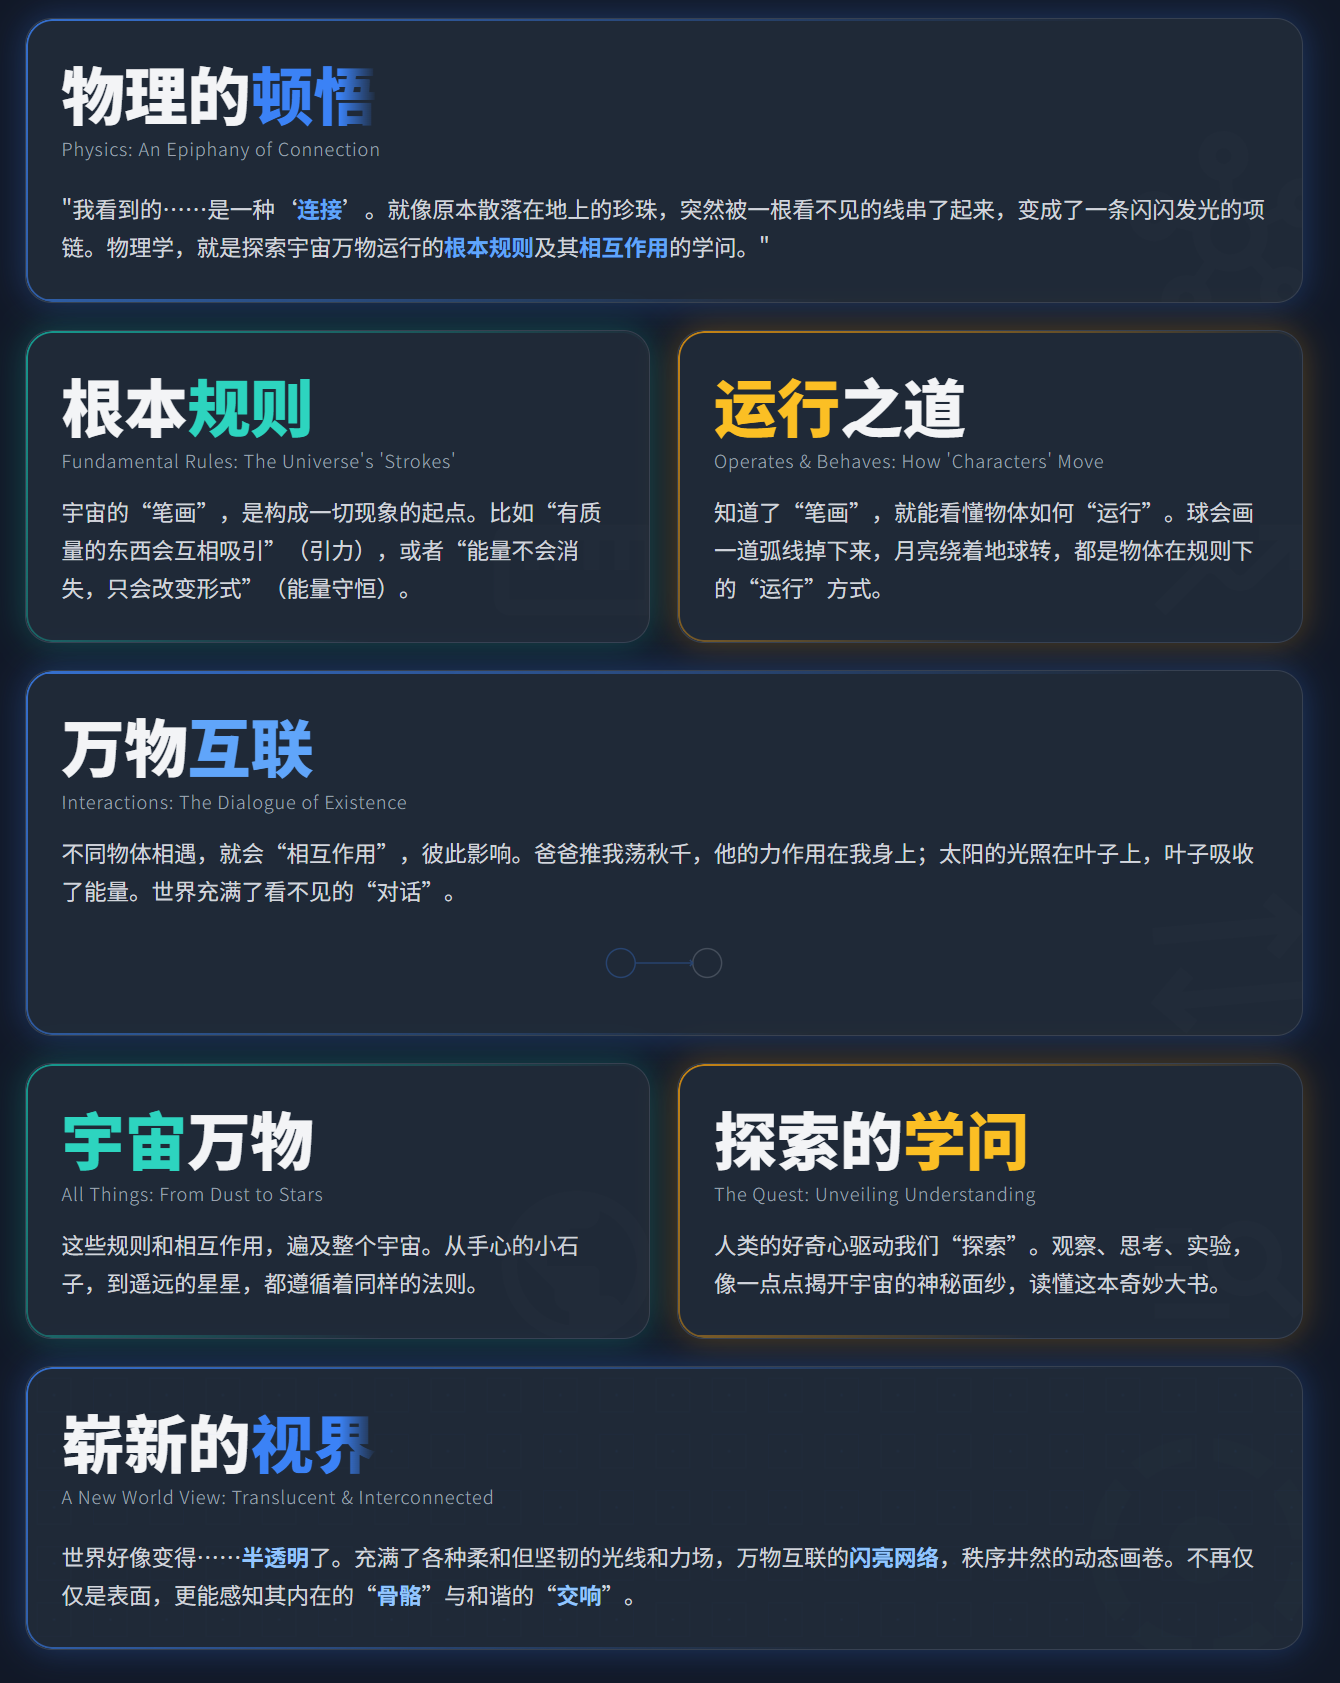 物理的顿悟
Physics: An Epiphany of Connection
"我看到的……是一种‘连接’。就像原本散落在地上的珍珠，突然被一根看不见的线串了起来，变成了一条闪闪发光的项
链。物理学，就是探索宇宙万物运行的根本规则及其相互作用的学问。"
根本规则
Fundamental Rules: The Universe's 'Strokes'
宇宙的“笔画”，是构成一切现象的起点。比如“有质
量的东西会互相吸引”（引力），或者“能量不会消
失，只会改变形式”（能量守恒）。
运行之道
Operates & Behaves: How 'Characters' Move
知道了“笔画”，就能看懂物体如何“运行”。球会画
一道弧线掉下来，月亮绕着地球转，都是物体在规则下
的“运行”方式。
万物互联
Interactions: The Dialogue of Existence
不同物体相遇，就会“相互作用”，彼此影响。爸爸推我荡秋千，他的力作用在我身上；太阳的光照在叶子上，叶子吸收
了能量。世界充满了看不见的“对话”。
宇宙万物
All Things: From Dust to Stars
这些规则和相互作用，遍及整个宇宙。从手心的小石
子，到遥远的星星，都遵循着同样的法则。
探索的学问
The Quest: Unveiling Understanding
人类的好奇心驱动我们“探索”。观察、思考、实验，
像一点点揭开宇宙的神秘面纱，读懂这本奇妙大书。
崭新的视界
A New World View: Translucent & Interconnected
世界好像变得……半透明了。充满了各种柔和但坚韧的光线和力场，万物互联的闪亮网络，秩序井然的动态画卷。不再仅
仅是表面，更能感知其内在的“骨骼”与和谐的“交响”。